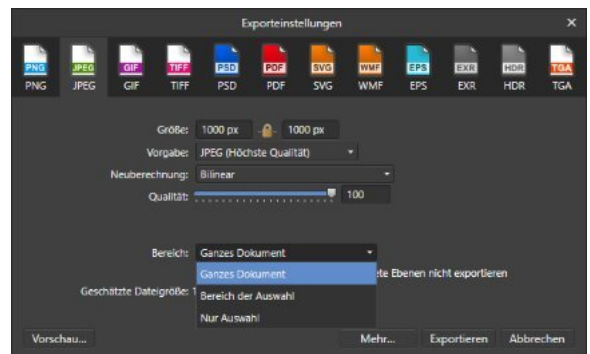 Exporteinstellungen ×
PNG JPEG GIF TIFF PSD PDF SVG WMF EPS EXR HDR TGA
PNG JPEG GIF TIFF PSD PDF SVG WMF EPS EXR HDR TGA
Größe: 1000 px 1000 px
Vorgabe: JPEG (Höchste Qualität)
Neuberechnung: Bilinear
Qualität: 100
Bereich: Ganzes Dokument
Ganzes Dokument
Ebenen nicht exportieren
Geschätzte Dateigröße:
Bereich der Auswahl
Nur Auswahl
Vorschau... Mehr... Exportieren Abbrechen